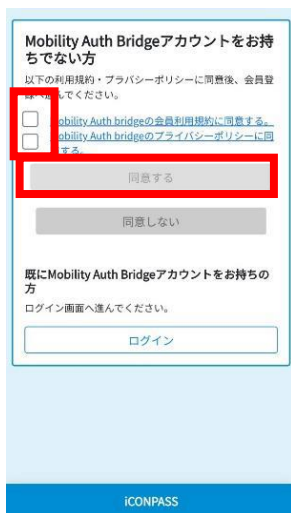 Mobility Auth Bridgeアカウントをお持
ちでない方
以下の利用規約・プラバシーポリシーに同意後、会員登
んでください。
obility Auth bridgeの会員利用規約に同意する。
obility Auth bridgeのプライバシーポリシーに同
する。
同意する
同意しない
既にMobility Auth Bridgeアカウントをお持ちの
方
ログイン画面へ進んでください。
ログイン
iCONPASS